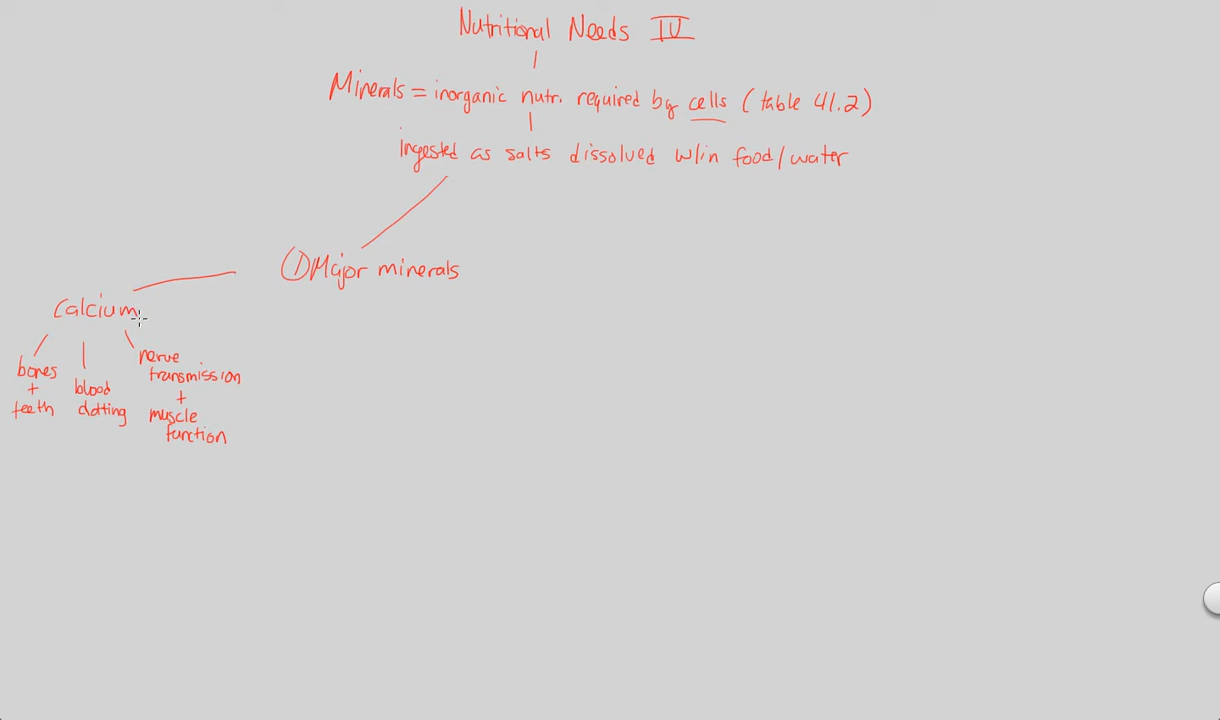 Nutritional Needs IV
Minerals = inorganic nutr. required by cells (table 41.2)
ingested as salts dissolved w/in food/water
① Major minerals
Calcium
bones
+
teeth
blood
clotting
nerve
transmission
+
muscle
function